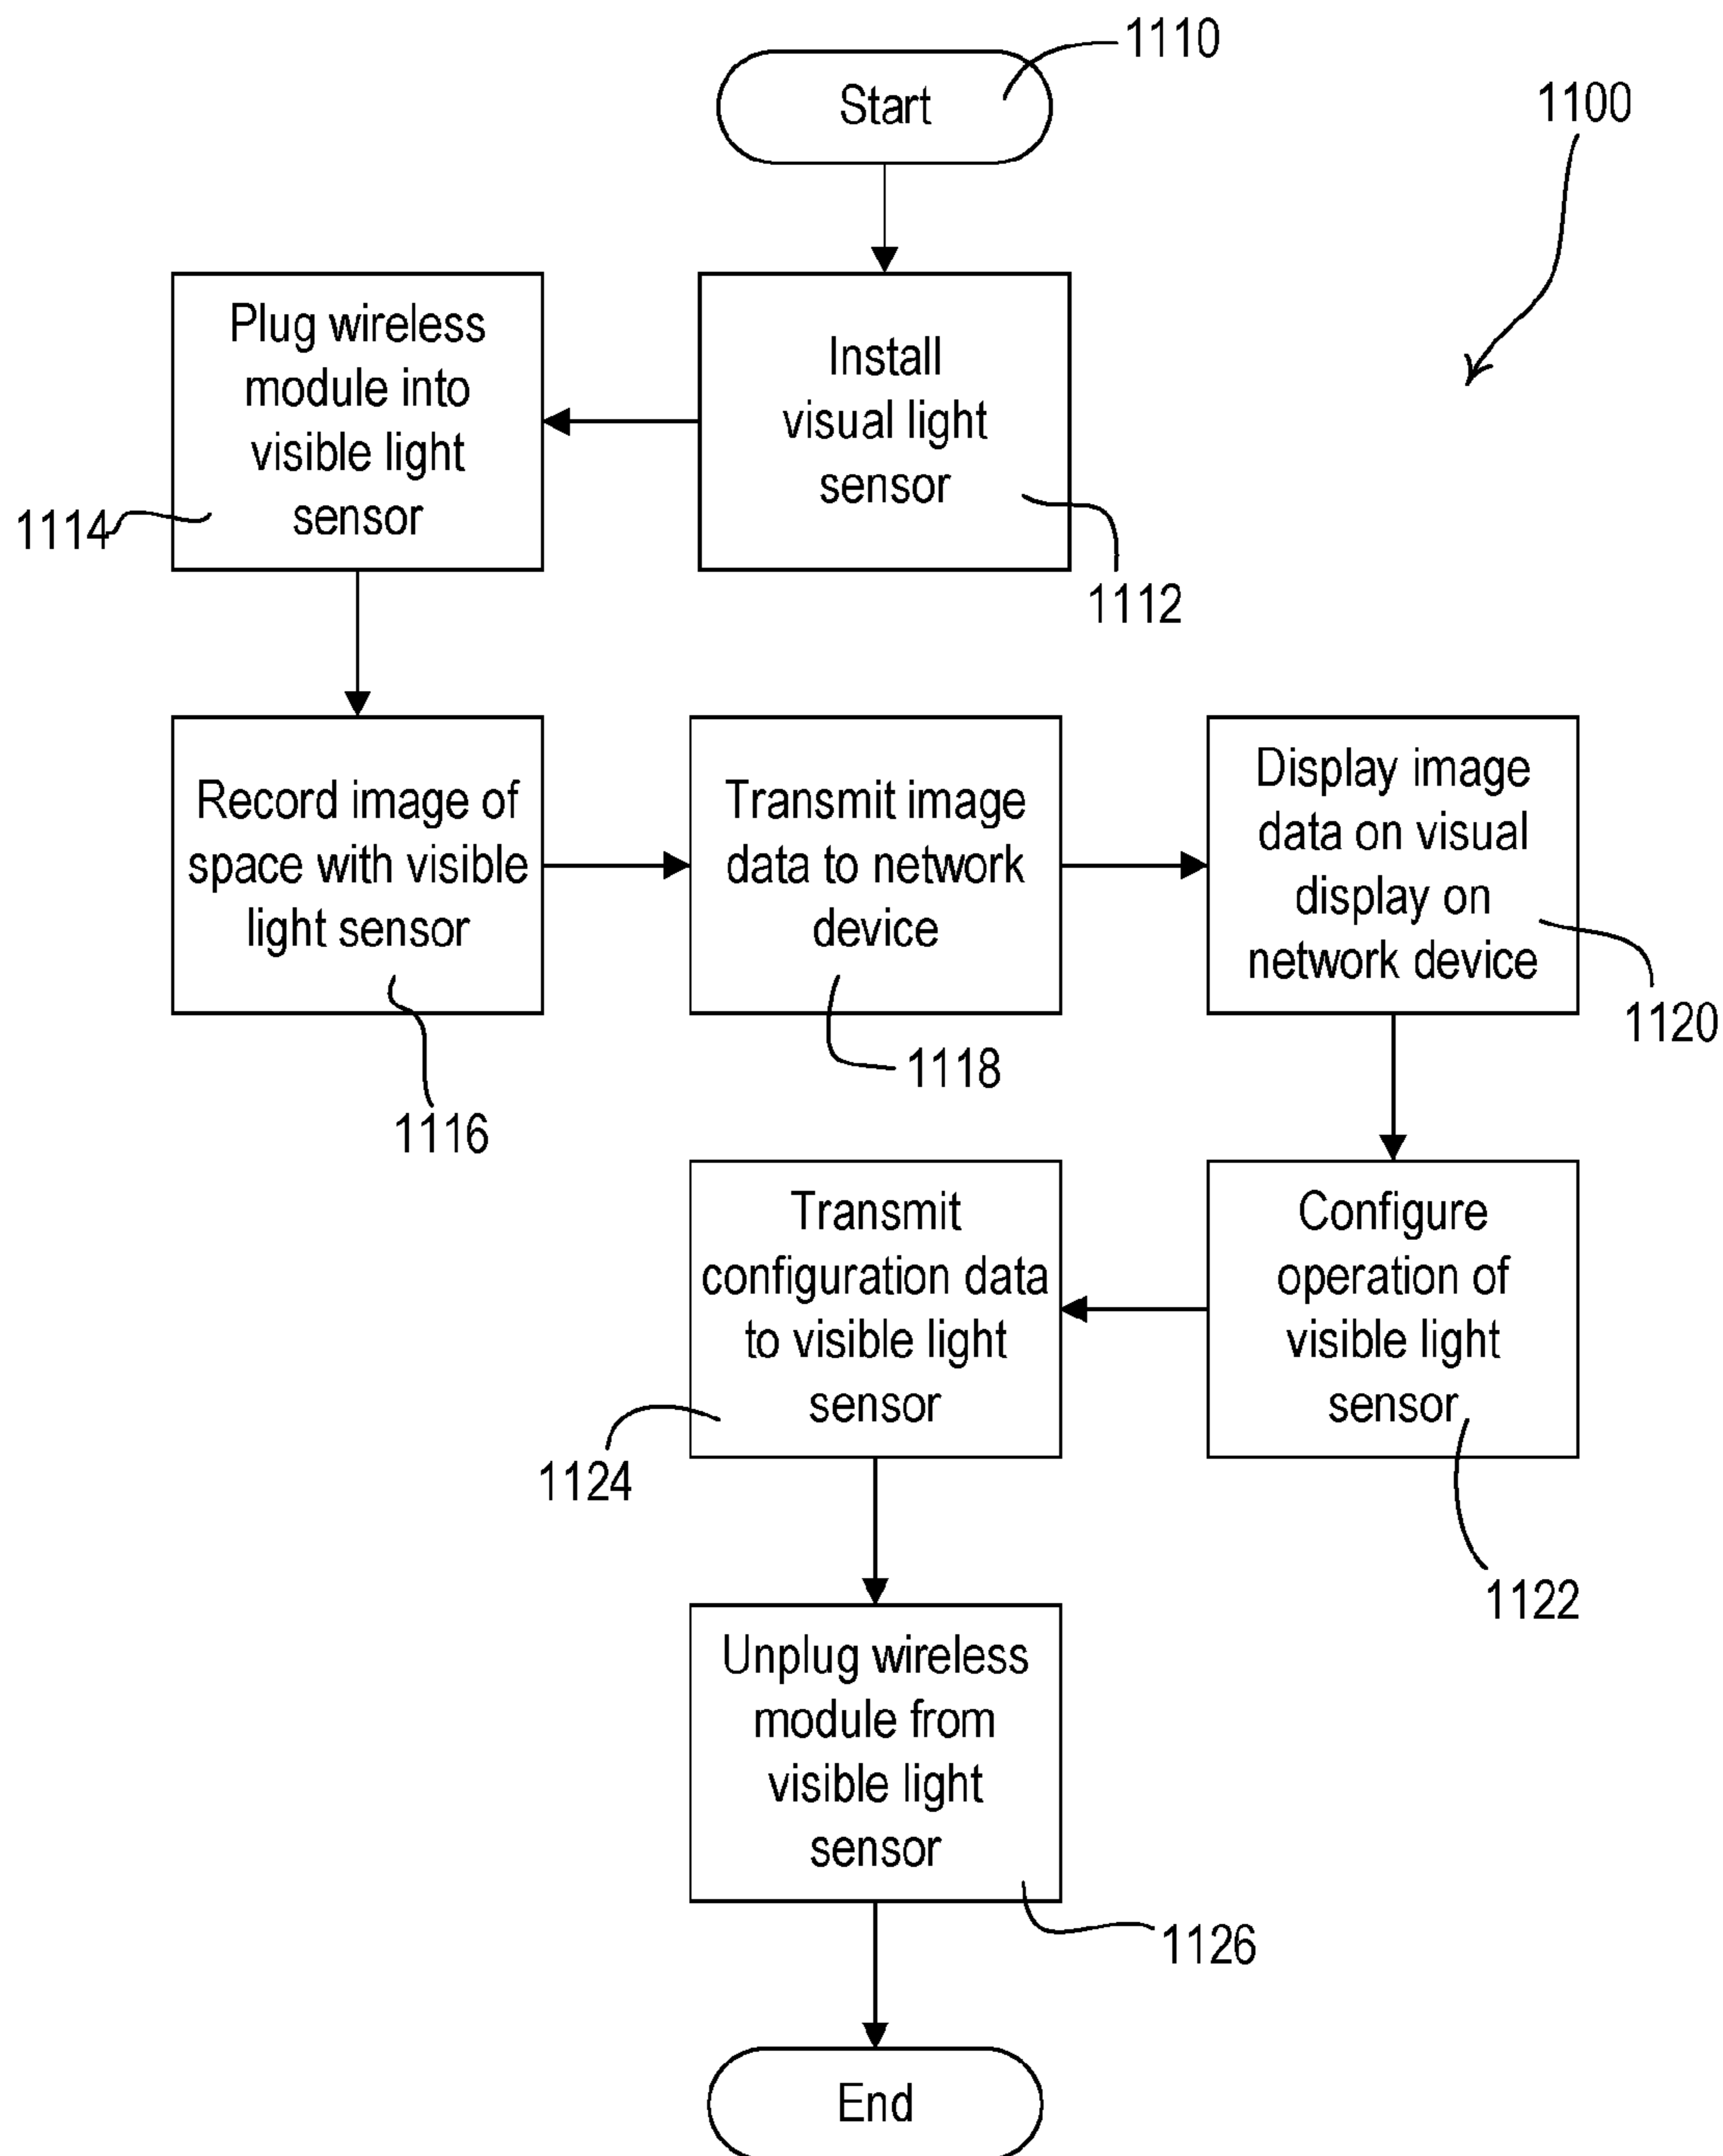 Start
1110
1100
Install
visual light
sensor
1112
Plug wireless
module into
visible light
sensor
1114
Record image of
space with visible
light sensor
1116
Transmit image
data to network
device
1118
Display image
data on visual
display on
network device
1120
Configure
operation of
visible light
sensor
1122
Transmit
configuration data
to visible light
sensor
1124
Unplug wireless
module from
visible light
sensor
1126
End